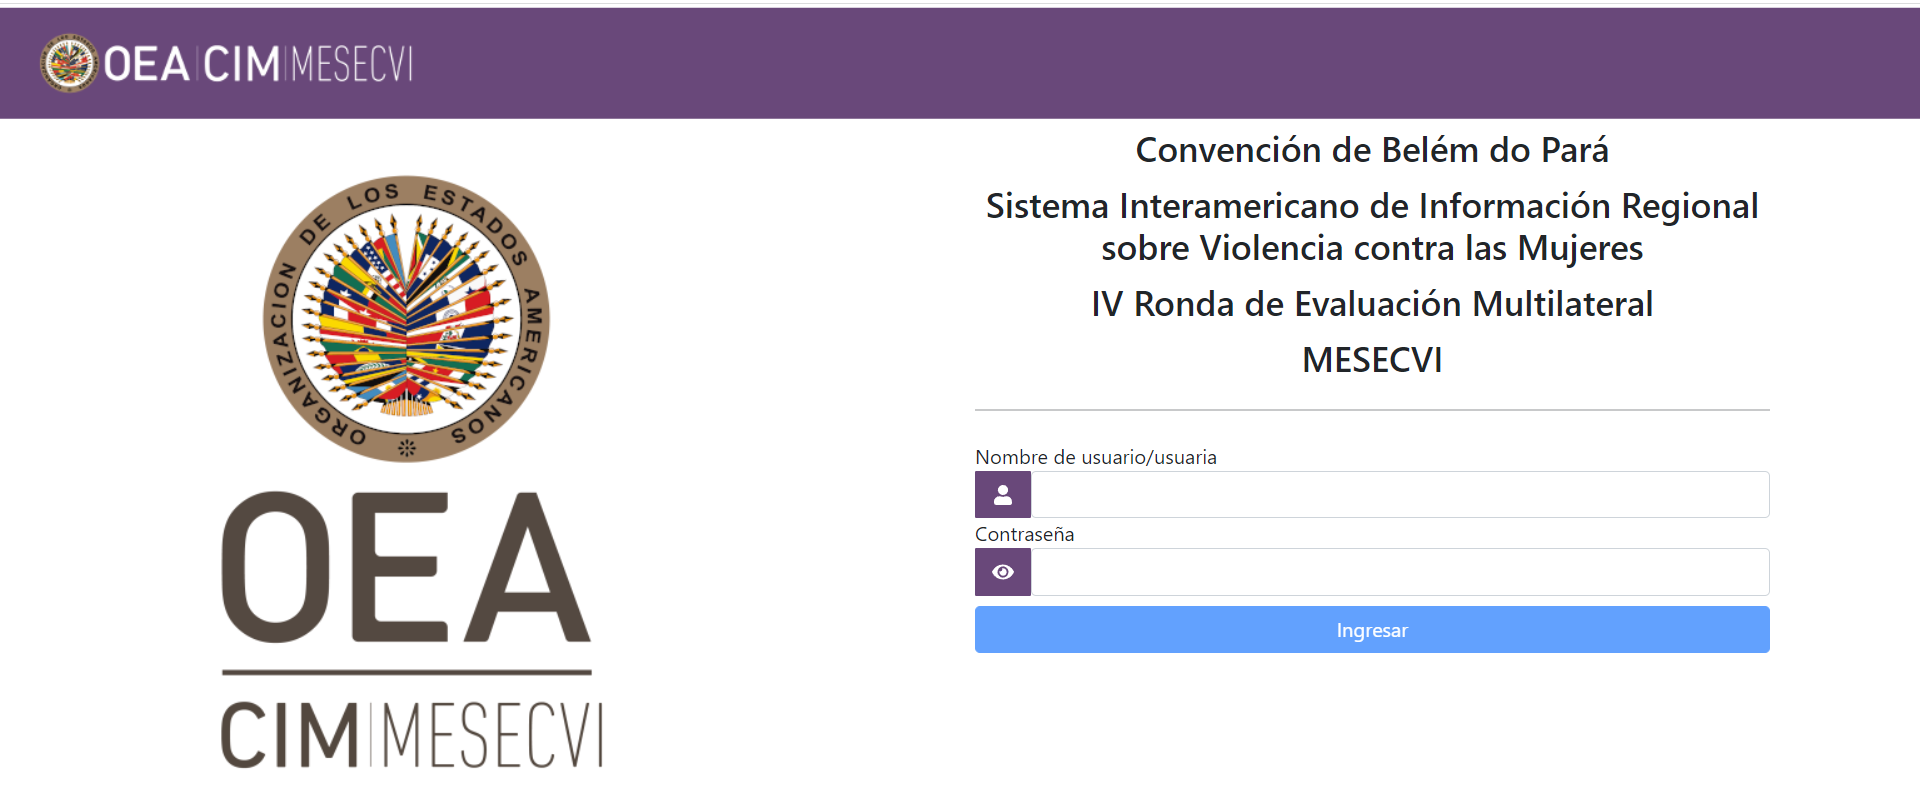 OEA CIM MESECVI
ORGANIZACION DE LOS ESTADOS AMERICANOS
OEA
CIM MESECVI
Convención de Belém do Pará
Sistema Interamericano de Información Regional
sobre Violencia contra las Mujeres
IV Ronda de Evaluación Multilateral
MESECVI
Nombre de usuario/usuaria
Contraseña
Ingresar